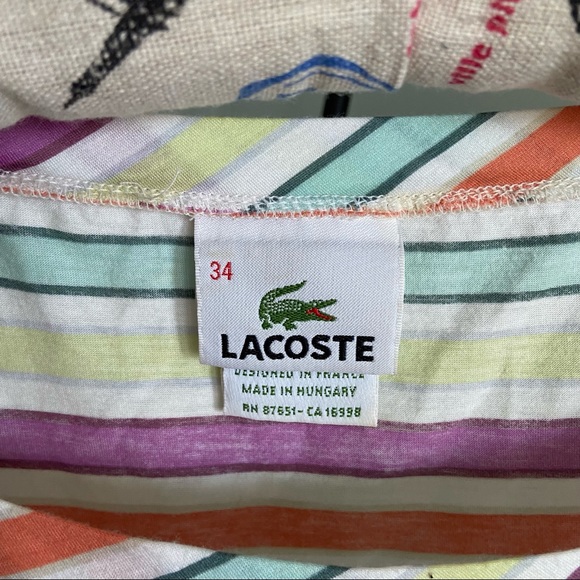 34
LACOSTE
DESIGNED IN FRANCE
MADE IN HUNGARY
RN 87651-CA 16998